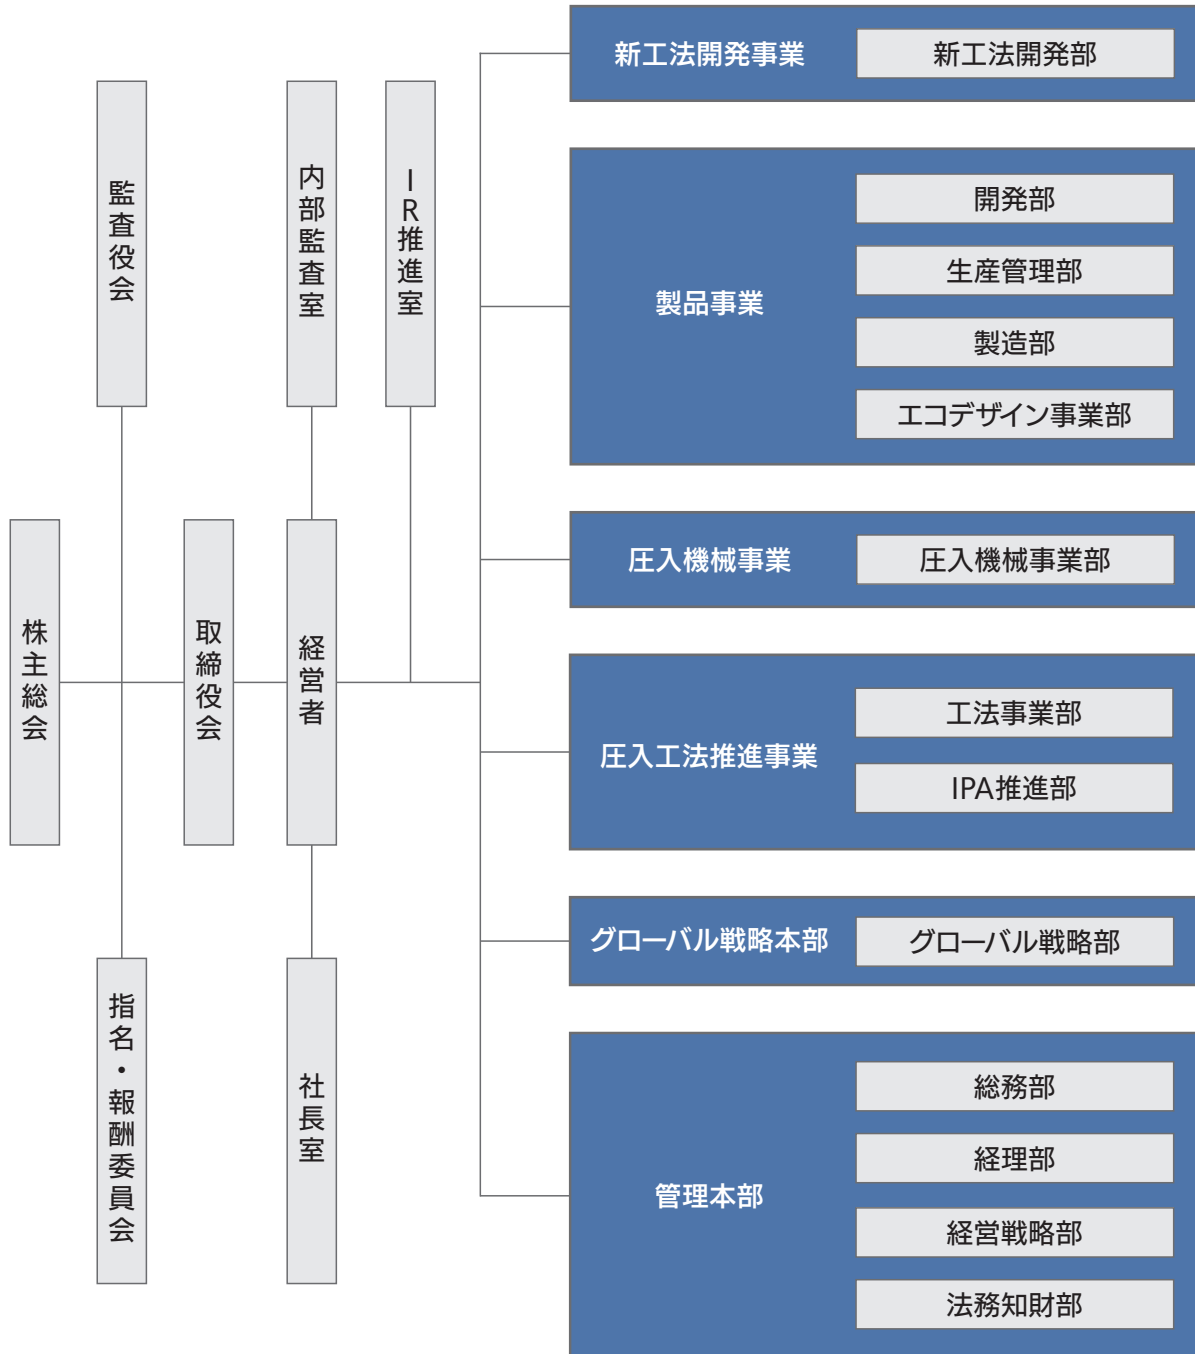 株主総会
監査役会
指名・報酬委員会
取締役会
内部監査室
経営者
社長室
IR推進室
新工法開発事業
新工法開発部
製品事業
開発部
生産管理部
製造部
エコデザイン事業部
圧入機械事業
圧入機械事業部
圧入工法推進事業
工法事業部
IPA推進部
グローバル戦略本部
グローバル戦略部
管理本部
総務部
経理部
経営戦略部
法務知財部